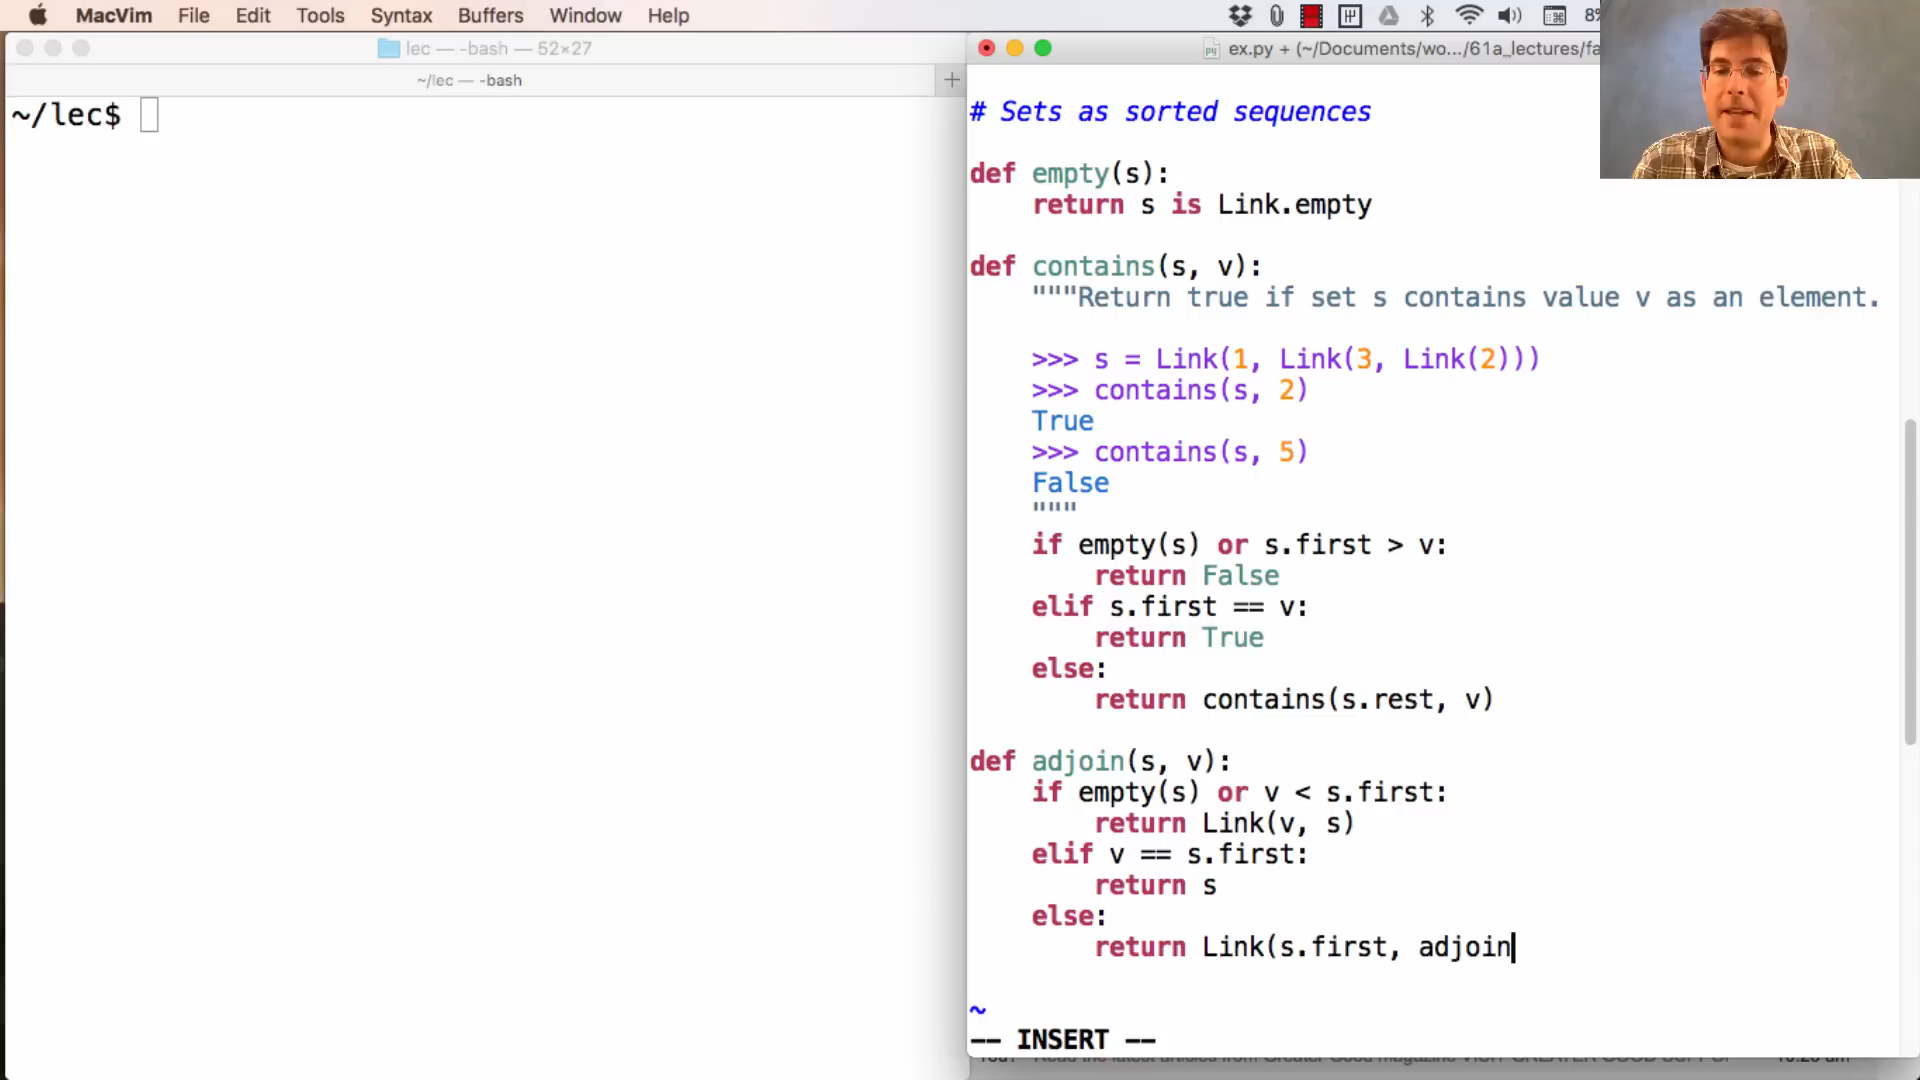 MacVim File Edit Tools Syntax Buffers Window Help 8%
lec — -bash — 52×27
~/lec — -bash +
~/lec$
ex.py + (~/Documents/wo.../61a_lectures/fa
# Sets as sorted sequences
def empty(s):
    return s is Link.empty
def contains(s, v):
    """Return true if set s contains value v as an element.
    >>> s = Link(1, Link(3, Link(2)))
    >>> contains(s, 2)
    True
    >>> contains(s, 5)
    False
    """
    if empty(s) or s.first > v:
        return False
    elif s.first == v:
        return True
    else:
        return contains(s.rest, v)
def adjoin(s, v):
    if empty(s) or v < s.first:
        return Link(v, s)
    elif v == s.first:
        return s
    else:
        return Link(s.first, adjoin
~
-- INSERT --